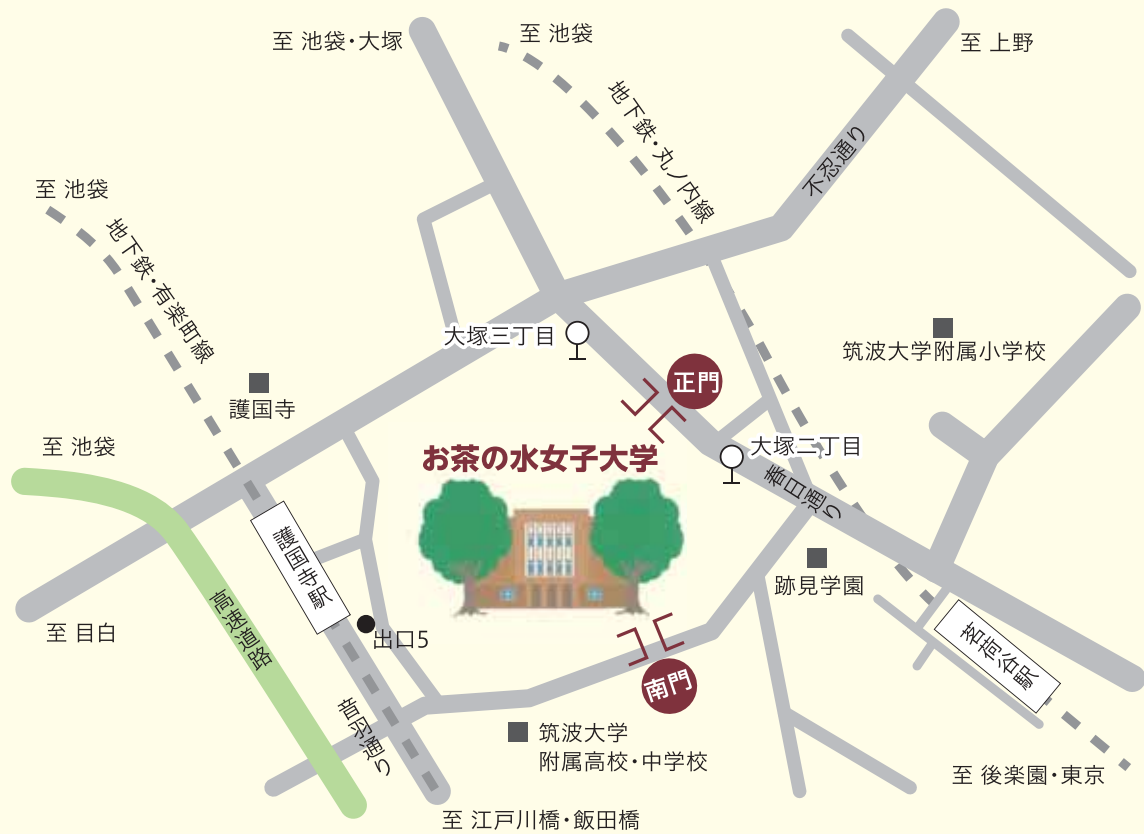 至 池袋・大塚
至 池袋
至 上野
地下鉄・丸ノ内線
不忍通り
至 池袋
地下鉄・有楽町線
大塚三丁目
筑波大学附属小学校
正門
護国寺
至 池袋
お茶の水女子大学
大塚二丁目
春日通り
護国寺駅
跡見学園
高速道路
至 目白
出口5
茗荷谷駅
南門
音羽通り
筑波大学
附属高校・中学校
至 後楽園・東京
至 江戸川橋・飯田橋